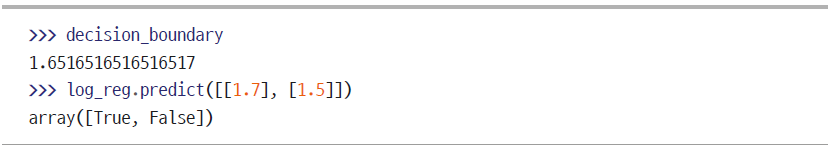 >>> decision_boundary
1.6516516516516517
>>> log_reg.predict([[1.7], [1.5]])
array([True, False])